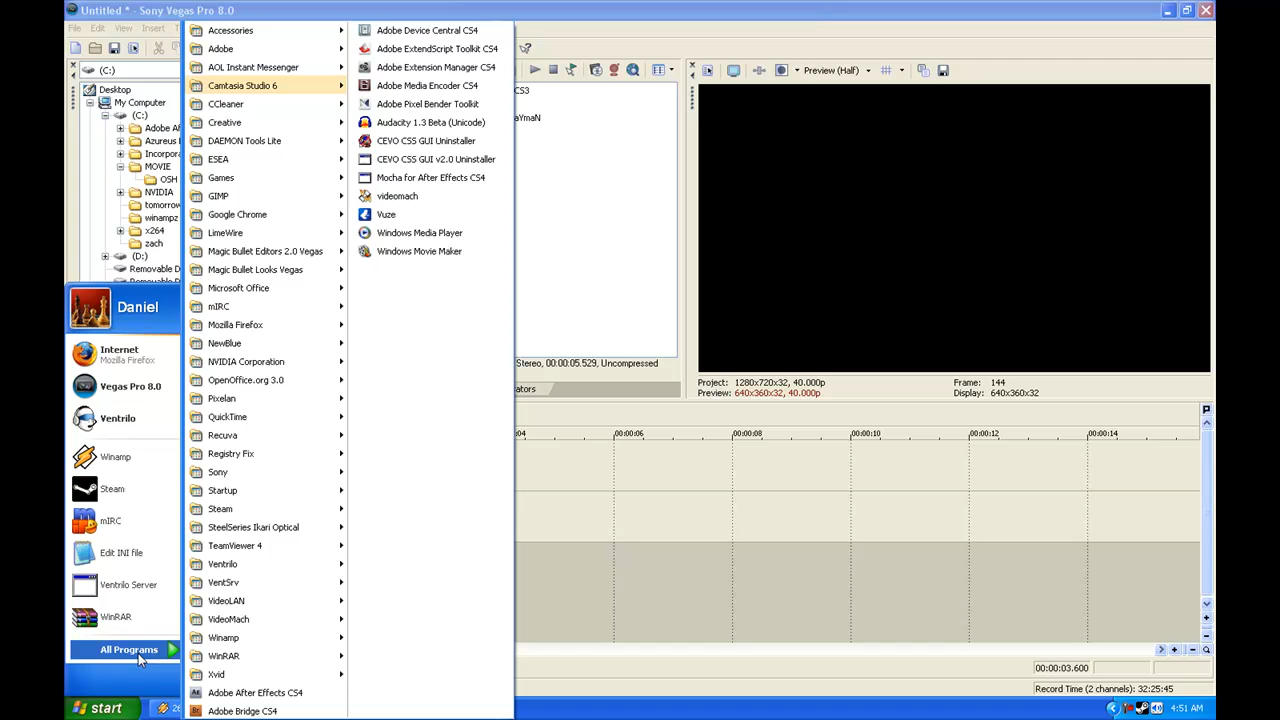 Untitled * - Sony Vegas Pro 8.0
File Edit View Insert
(C:)
Desktop
My Computer
(C:)
Adobe Af
Azureus
Incorpor
MOVIE
OSH
NVIDIA
tomorrow
winampz
x264
zach
(D:)
Removable D
Daniel
Internet
Mozilla Firefox
Vegas Pro 8.0
Ventrilo
Winamp
Steam
mIRC
Edit INI file
Ventrilo Server
WinRAR
All Programs
start
Accessories
Adobe
AOL Instant Messenger
Camtasia Studio 6
CCleaner
Creative
DAEMON Tools Lite
ESEA
Games
GIMP
Google Chrome
LimeWire
Magic Bullet Editors 2.0 Vegas
Magic Bullet Looks Vegas
Microsoft Office
mIRC
Mozilla Firefox
NewBlue
NVIDIA Corporation
OpenOffice.org 3.0
Pixelan
QuickTime
Recuva
Registry Fix
Sony
Startup
Steam
SteelSeries Ikari Optical
TeamViewer 4
Ventrilo
VentSrv
VideoLAN
VideoMach
Winamp
WinRAR
Xvid
Adobe After Effects CS4
Adobe Bridge CS4
Adobe Device Central CS4
Adobe ExtendScript Toolkit CS4
Adobe Extension Manager CS4
Adobe Media Encoder CS4
Adobe Pixel Bender Toolkit
Audacity 1.3 Beta (Unicode)
CEVO CSS GUI Uninstaller
CEVO CSS GUI v2.0 Uninstaller
Mocha for After Effects CS4
videomach
Vuze
Windows Media Player
Windows Movie Maker
CS3
aYmaN
Stereo, 00:00:05.529, Uncompressed
ators
Preview (Half)
Project: 1280x720x32, 40.000p
Frame: 144
Preview: 640x360x32, 40.000p
Display: 640x360x32
:04 00:00:06 00:00:08 00:00:10 00:00:12 00:00:14
00:00:03.600
Record Time (2 channels): 32:25:45
4:51 AM